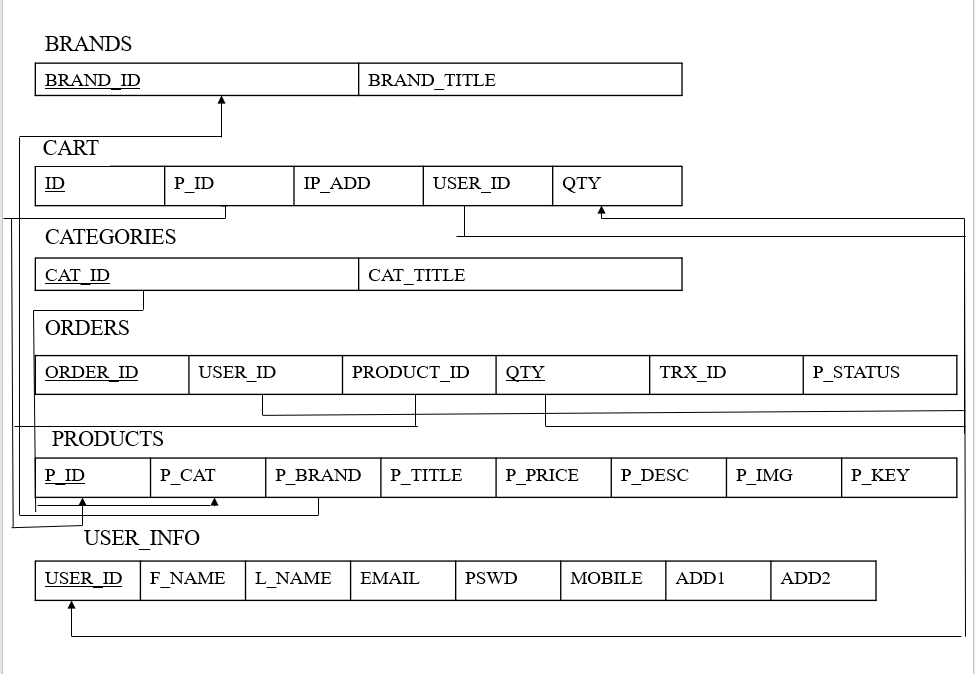 BRANDS
BRAND_ID BRAND_TITLE
CART
ID P_ID IP_ADD USER_ID QTY
CATEGORIES
CAT_ID CAT_TITLE
ORDERS
ORDER_ID USER_ID PRODUCT_ID QTY TRX_ID P_STATUS
PRODUCTS
P_ID P_CAT P_BRAND P_TITLE P_PRICE P_DESC P_IMG P_KEY
USER_INFO
USER_ID F_NAME L_NAME EMAIL PSWD MOBILE ADD1 ADD2